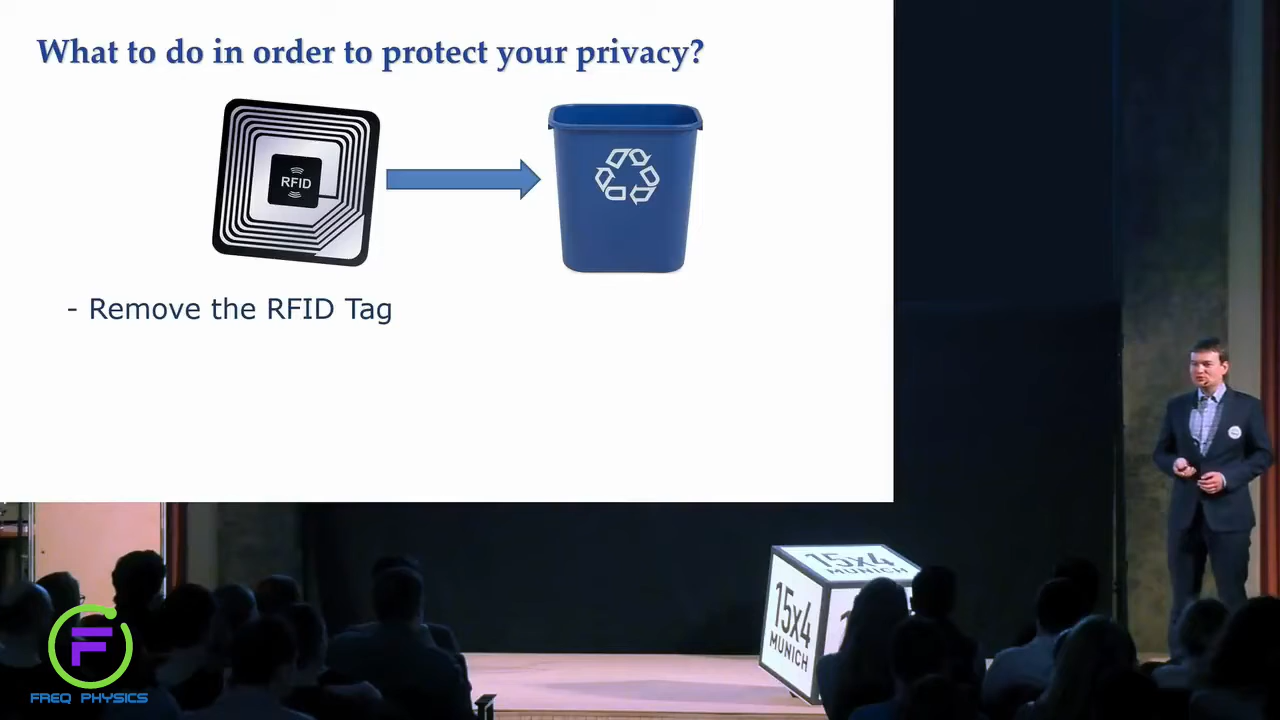 What to do in order to protect your privacy?
RFID
- Remove the RFID Tag
15x4
MUNICH
15x4
MUNICH
F
FREQ PHYSICS